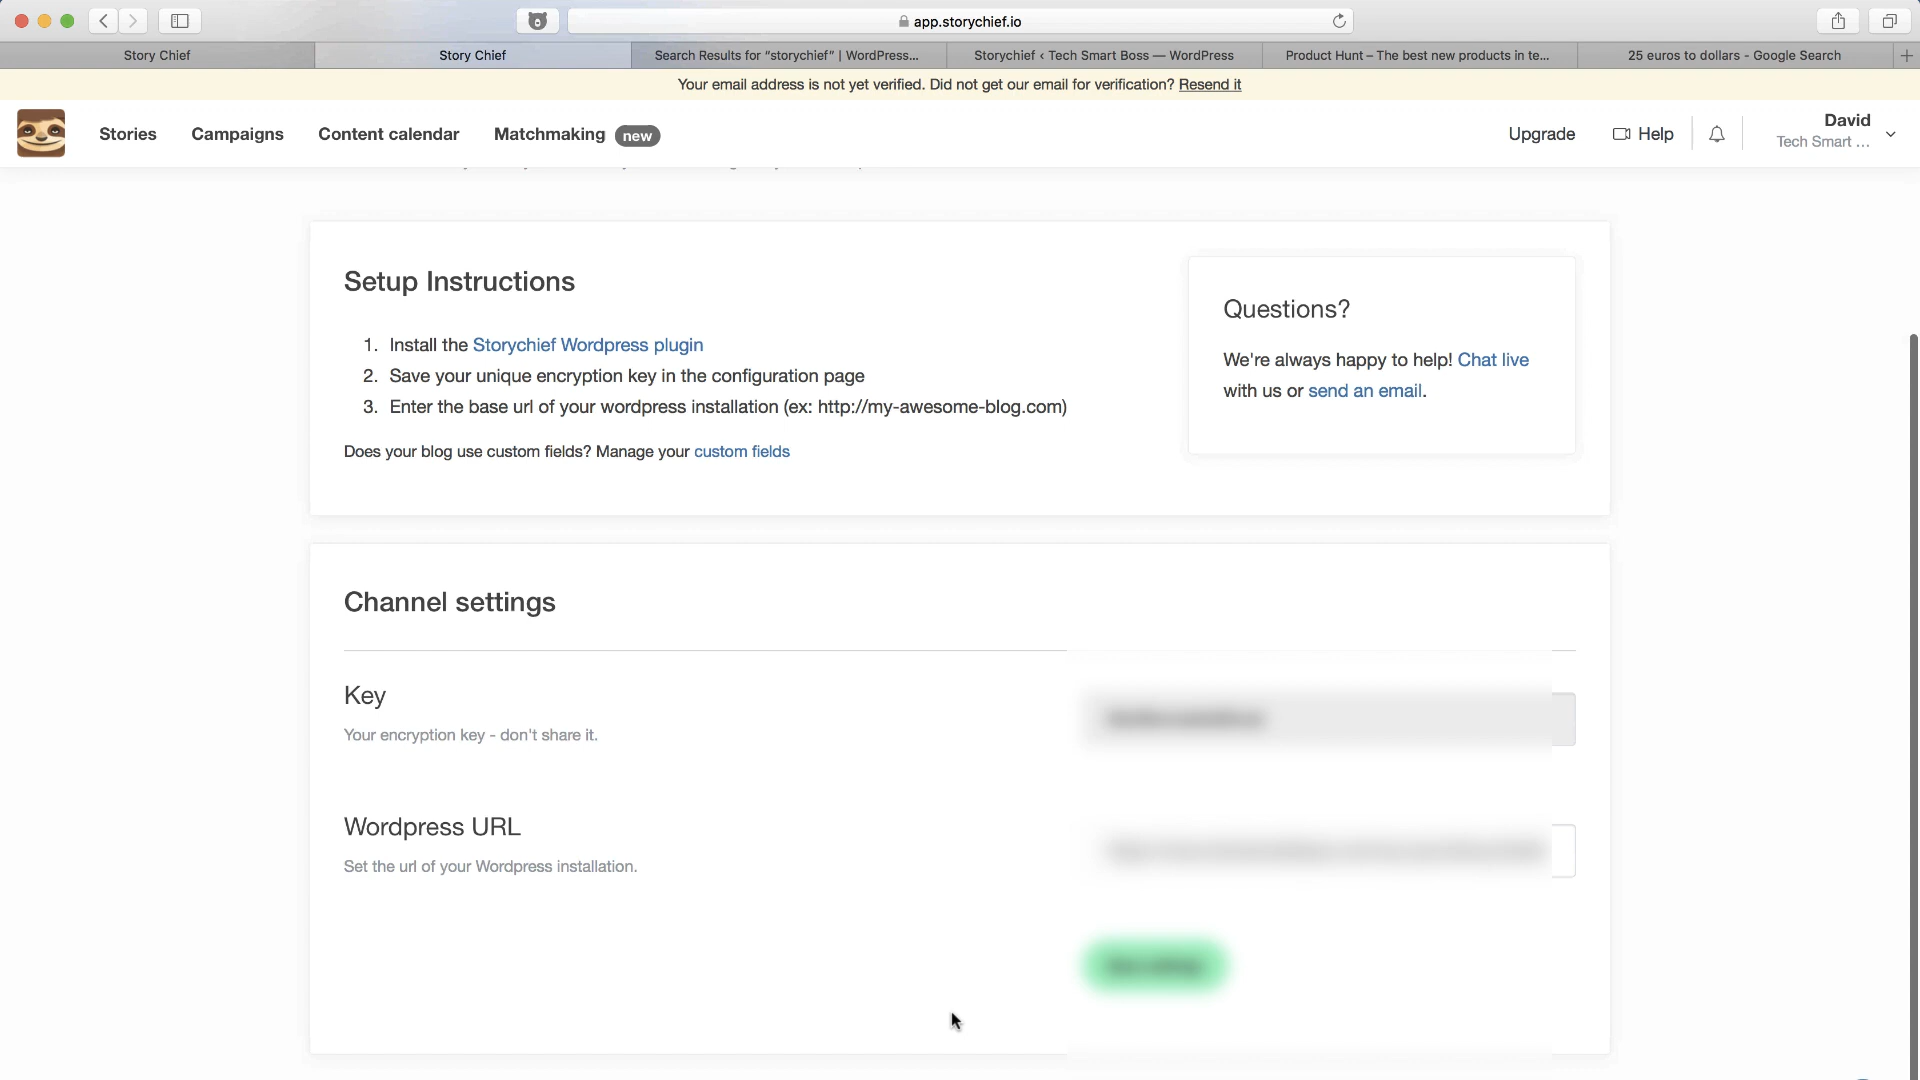 app.storychief.io
Story Chief
Story Chief
Search Results for “storychief” | WordPress...
Storychief ‹ Tech Smart Boss — WordPress
Product Hunt – The best new products in te...
25 euros to dollars - Google Search
Your email address is not yet verified. Did not get our email for verification? Resend it
Stories
Campaigns
Content calendar
Matchmaking new
Upgrade
Help
David
Tech Smart ...
Setup Instructions
1. Install the Storychief Wordpress plugin
2. Save your unique encryption key in the configuration page
3. Enter the base url of your wordpress installation (ex: http://my-awesome-blog.com)
Does your blog use custom fields? Manage your custom fields
Questions?
We're always happy to help! Chat live
with us or send an email.
Channel settings
Key
Your encryption key - don't share it.
Wordpress URL
Set the url of your Wordpress installation.